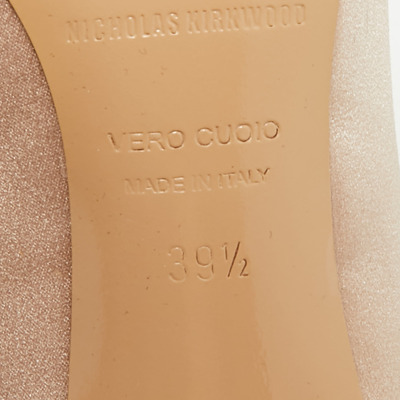 NICHOLAS KIRKWOOD
VERO CUOIO
MADE IN ITALY
39½